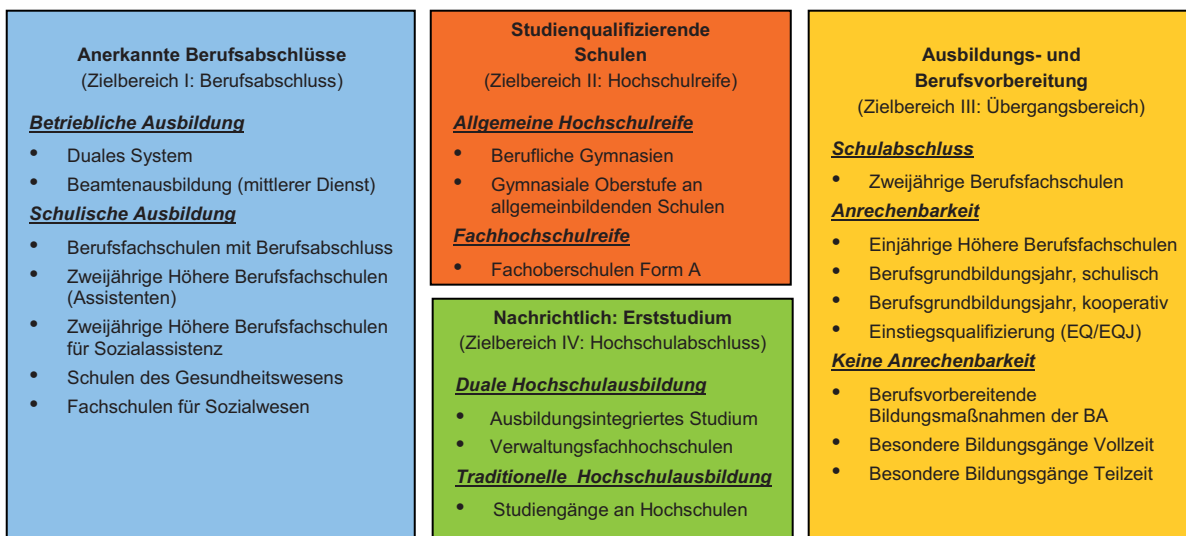 Anerkannte Berufsabschlüsse
(Zielbereich I: Berufsabschluss)
Betriebliche Ausbildung
• Duales System
• Beamtenausbildung (mittlerer Dienst)
Schulische Ausbildung
• Berufsfachschulen mit Berufsabschluss
• Zweijährige Höhere Berufsfachschulen
(Assistenten)
• Zweijährige Höhere Berufsfachschulen
für Sozialassistenz
• Schulen des Gesundheitswesens
• Fachschulen für Sozialwesen
Studienqualifizierende
Schulen
(Zielbereich II: Hochschulreife)
Allgemeine Hochschulreife
• Berufliche Gymnasien
• Gymnasiale Oberstufe an
allgemeinbildenden Schulen
Fachhochschulreife
• Fachoberschulen Form A
Nachrichtlich: Erststudium
(Zielbereich IV: Hochschulabschluss)
Duale Hochschulausbildung
• Ausbildungsintegriertes Studium
• Verwaltungsfachhochschulen
Traditionelle Hochschulausbildung
• Studiengänge an Hochschulen
Ausbildungs- und
Berufsvorbereitung
(Zielbereich III: Übergangsbereich)
Schulabschluss
• Zweijährige Berufsfachschulen
Anrechenbarkeit
• Einjährige Höhere Berufsfachschulen
• Berufsgrundbildungsjahr, schulisch
• Berufsgrundbildungsjahr, kooperativ
• Einstiegsqualifizierung (EQ/EQJ)
Keine Anrechenbarkeit
• Berufsvorbereitende
Bildungsmaßnahmen der BA
• Besondere Bildungsgänge Vollzeit
• Besondere Bildungsgänge Teilzeit